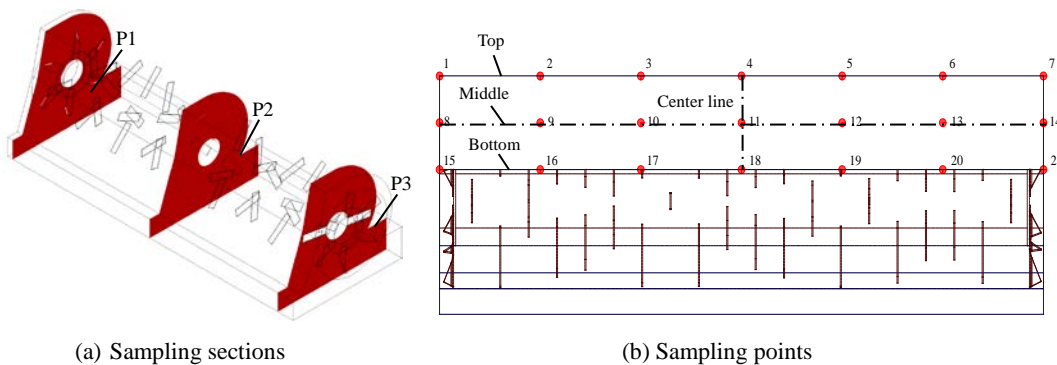 P1
P2
P3
(a) Sampling sections
1 2 3 4 5 6 7
Top
Center line
Middle
8 9 10 11 12 13 14
Bottom
15 16 17 18 19 20 2
(b) Sampling points